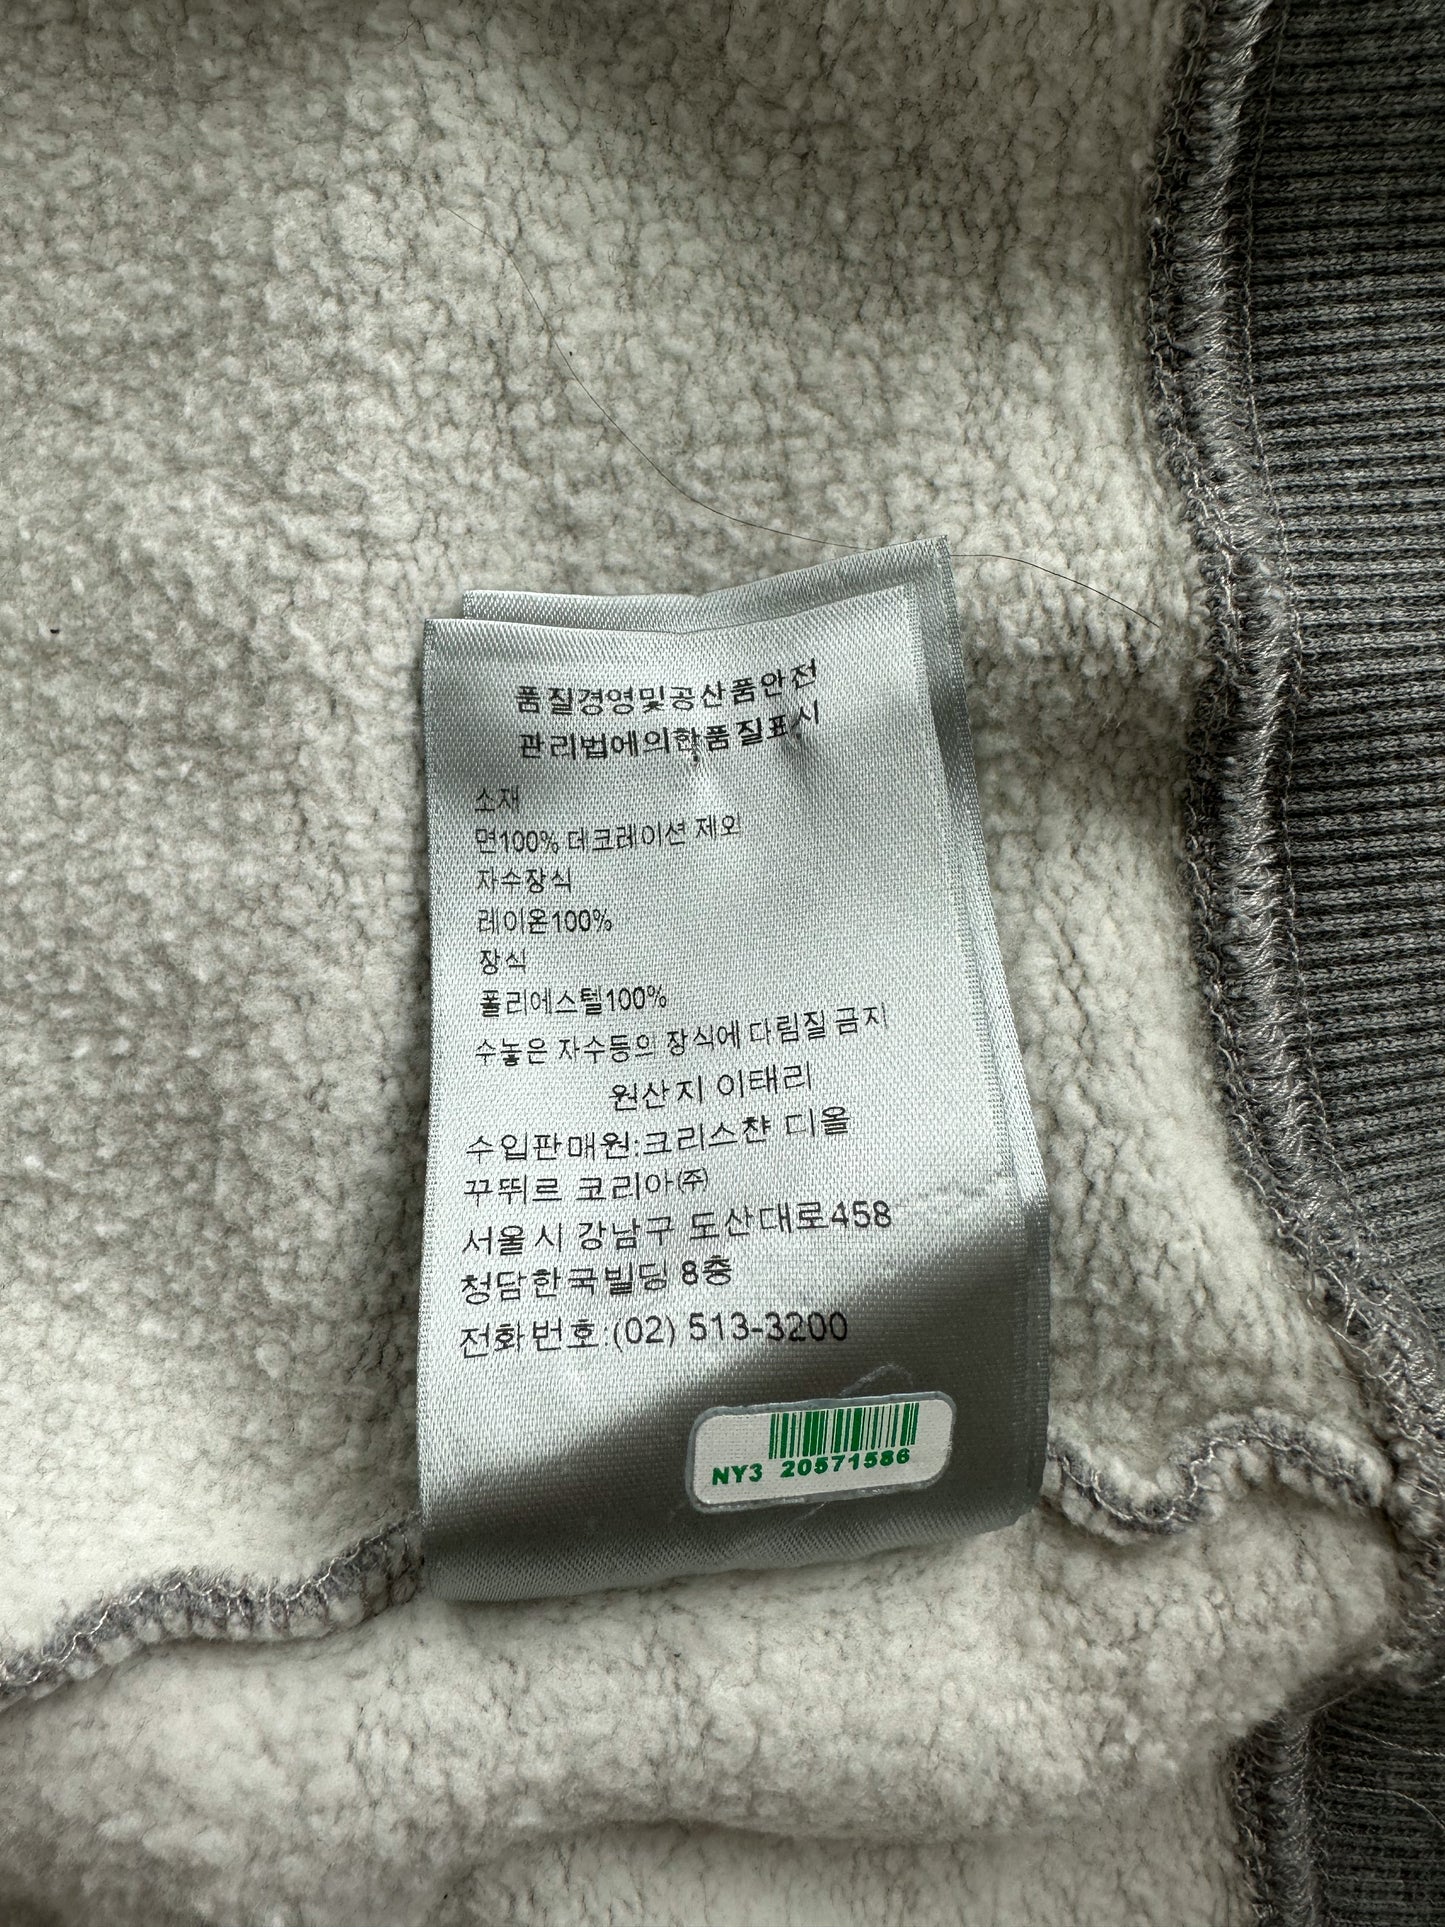 품질경영및공산품안전
관리법에의한품질표시
소재
면100% 데코레이션 제외
자수장식
레이온100%
장식
폴리에스텔100%
수놓은 자수등의 장식에 다림질 금지
원산지 이태리
수입판매원:크리스챤 디올
꾸뛰르 코리아㈜
서울시 강남구 도산대로458
청담한국빌딩 8층
전화번호:(02) 513-3200
NY3 20571586